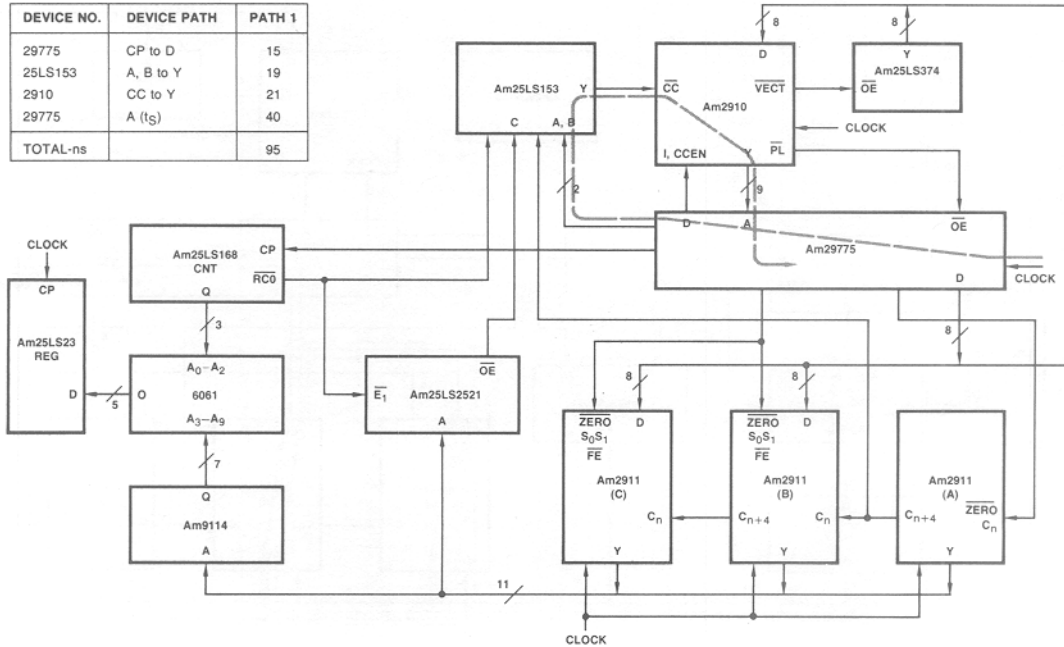 DEVICE NO. DEVICE PATH PATH 1
29775 CP to D 15
25LS153 A, B to Y 19
2910 CC to Y 21
29775 A (tS) 40
TOTAL-ns 95
8
8
D
Y
Am25LS374
Am25LS153
Y
CC
VECT
OE
Am2910
C
A, B
CLOCK
I, CCEN
Y
PL
2
9
D
A
OE
Am29775
CLOCK
D
CLOCK
Am25LS168
CNT
CP
RC0
Q
CP
Am25LS23
REG
D
3
5
A0–A2
O
6061
A3–A9
7
Q
Am9114
A
OE
E1
Am25LS2521
A
8
8
8
ZERO
D
S0S1
FE
Am2911
(C)
Cn
Y
ZERO
D
S0S1
FE
Am2911
(B)
Cn+4
Cn
Y
Am2911
(A)
ZERO
Cn+4
Cn
Y
11
CLOCK